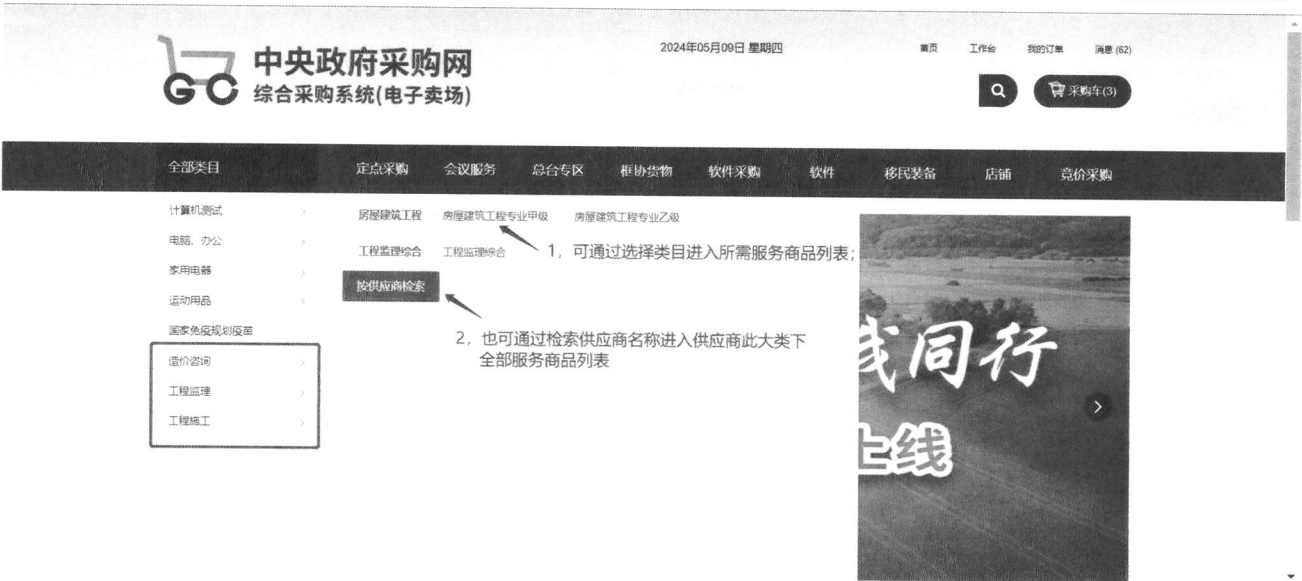 2024年05月09日 星期四
首页 工作台 我的订单 消息 (62)
中央政府采购网
综合采购系统(电子卖场)
采购车(3)
全部类目 定点采购 会议服务 总台专区 框协货物 软件采购 软件 移民装备 店铺 竞价采购
计算机测试
电脑、办公
家用电器
运动用品
国家免疫规划疫苗
造价咨询
工程监理
工程施工
房屋建筑工程 房屋建筑工程专业甲级 房屋建筑工程专业乙级
工程监理综合 工程监理综合
1，可通过选择类目进入所需服务商品列表；
按供应商检索
2，也可通过检索供应商名称进入供应商此大类下
全部服务商品列表
同行
上线